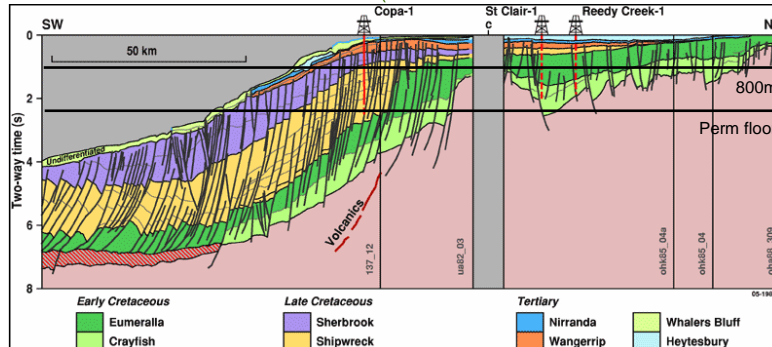 Copa-1
St Clair-1
Reedy Creek-1
SW
C
N
50 km
0
2
4
6
8
Two-way time (s)
800m
Perm floo
Undifferentiated
Volcanics
137_12
ua82_03
ohk85_04a
ohk85_04
Early Cretaceous
Late Cretaceous
Tertiary
Eumeralla
Sherbrook
Nirranda
Whalers Bluff
Crayfish
Shipwreck
Wangerrip
Heytesbury